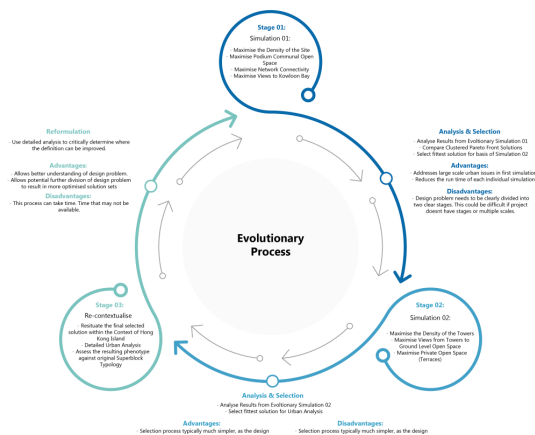 Stage 01:
Simulation 01:
- Maximise the Density of the Site
- Maximise Podium Communal Open
Space
- Maximise Network Connectivity
- Maximise Views to Kowloon Bay
Analysis & Selection
- Analyse Results from Evolltionary Simulation 01
- Compare Clustered Pareto Front Solutions
- Select fittest solution for basis of Simulation 02
Advantages:
- Addresses large scale urban issues in first simulation
- Reduces the run time of each individual simulation
Disadvantages:
- Design problem needs to be clearly divided into
two clear stages. This could be difficult if project
doesnt have stages or multiple scales.
Stage 02:
Simulation 02:
- Maximise the Density of the Towers
- Maximise Views from Towers to
Ground Level Open Space
- Maximise Private Open Space
(Terraces)
Analysis & Selection
- Analyse Results from Evoltionary Simulation 02
- Select fittest solution for Urban Analysis
Advantages:
- Selection process typically much simpler, as the design
Disadvantages:
- Selection process typically much simpler, as the design
Stage 03:
Re-contextualise
- Resituate the final selected
solution within the Context of Hong
Kong Island
- Detailed Urban Analysis
- Assess the resulting phenotype
against original Superblock
Typology
Reformulation
- Use detailed analysis to critically determine where
the definition can be improved.
Advantages:
- Allows better understanding of design problem.
- Allows potential further division of design problem
to result in more optimised solution sets
Disadvantages:
- This process can take time. Time that may not be
available.
Evolutionary
Process